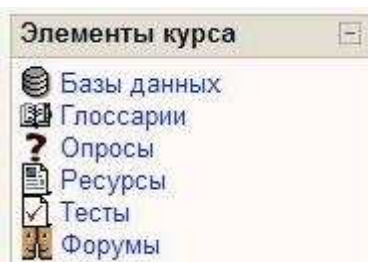 Элементы курса
Базы данных
Глоссарии
Опросы
Ресурсы
Тесты
Форумы